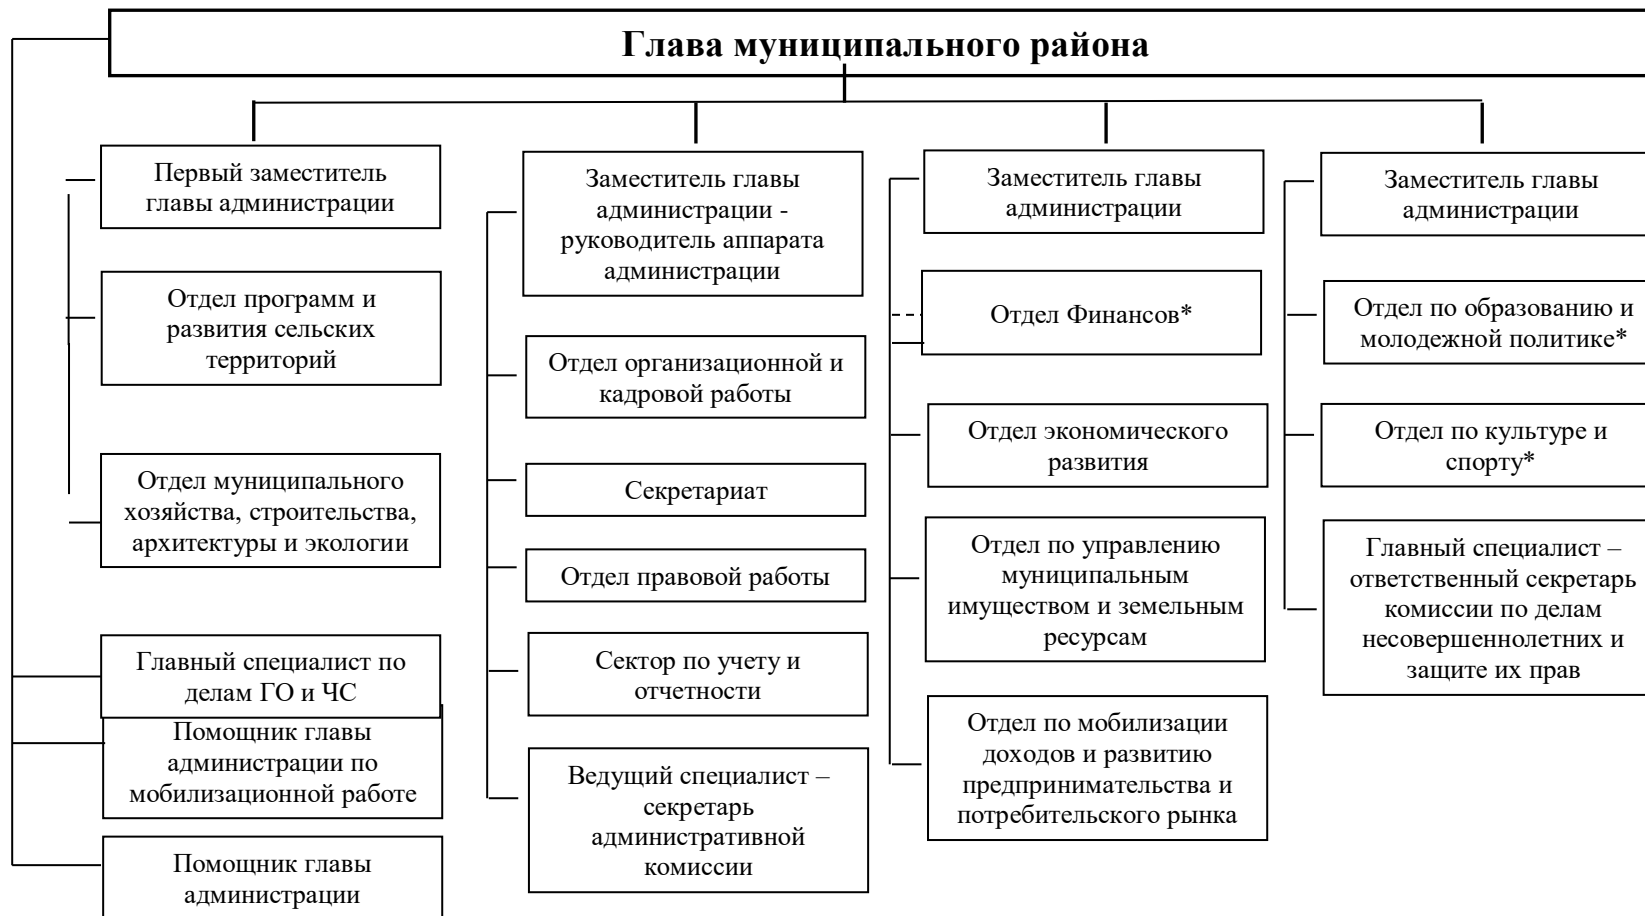 Глава муниципального района
Первый заместитель
главы администрации
Отдел программ и
развития сельских
территорий
Отдел муниципального
хозяйства, строительства,
архитектуры и экологии
Главный специалист по
делам ГО и ЧС
Помощник главы
администрации по
мобилизационной работе
Помощник главы
администрации
Заместитель главы
администрации -
руководитель аппарата
администрации
Отдел организационной и
кадровой работы
Секретариат
Отдел правовой работы
Сектор по учету и
отчетности
Ведущий специалист –
секретарь
административной
комиссии
Заместитель главы
администрации
Отдел Финансов*
Отдел экономического
развития
Отдел по управлению
муниципальным
имуществом и земельным
ресурсам
Отдел по мобилизации
доходов и развитию
предпринимательства и
потребительского рынка
Заместитель главы
администрации
Отдел по образованию и
молодежной политике*
Отдел по культуре и
спорту*
Главный специалист –
ответственный секретарь
комиссии по делам
несовершеннолетних и
защите их прав